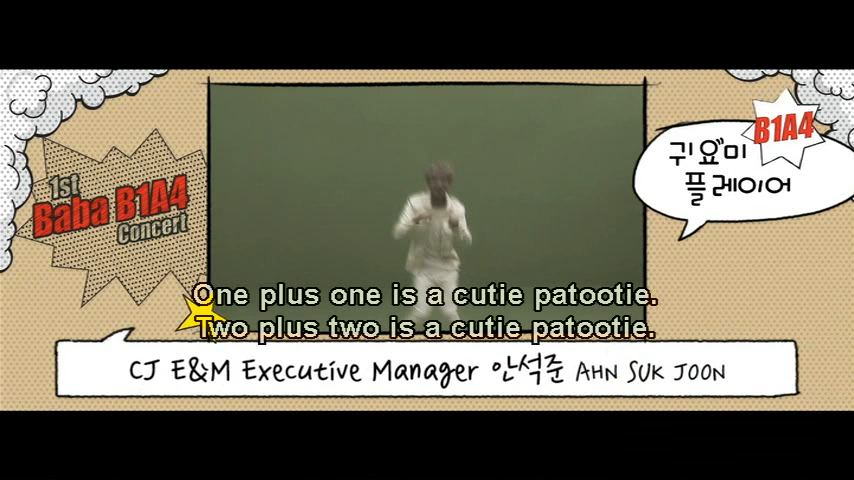 1st
Baba B1A4
Concert
B1A4
귀요미
플레이어
One plus one is a cutie patootie.
Two plus two is a cutie patootie.
CJ E&M Executive Manager 안석준 AHN SUK JOON